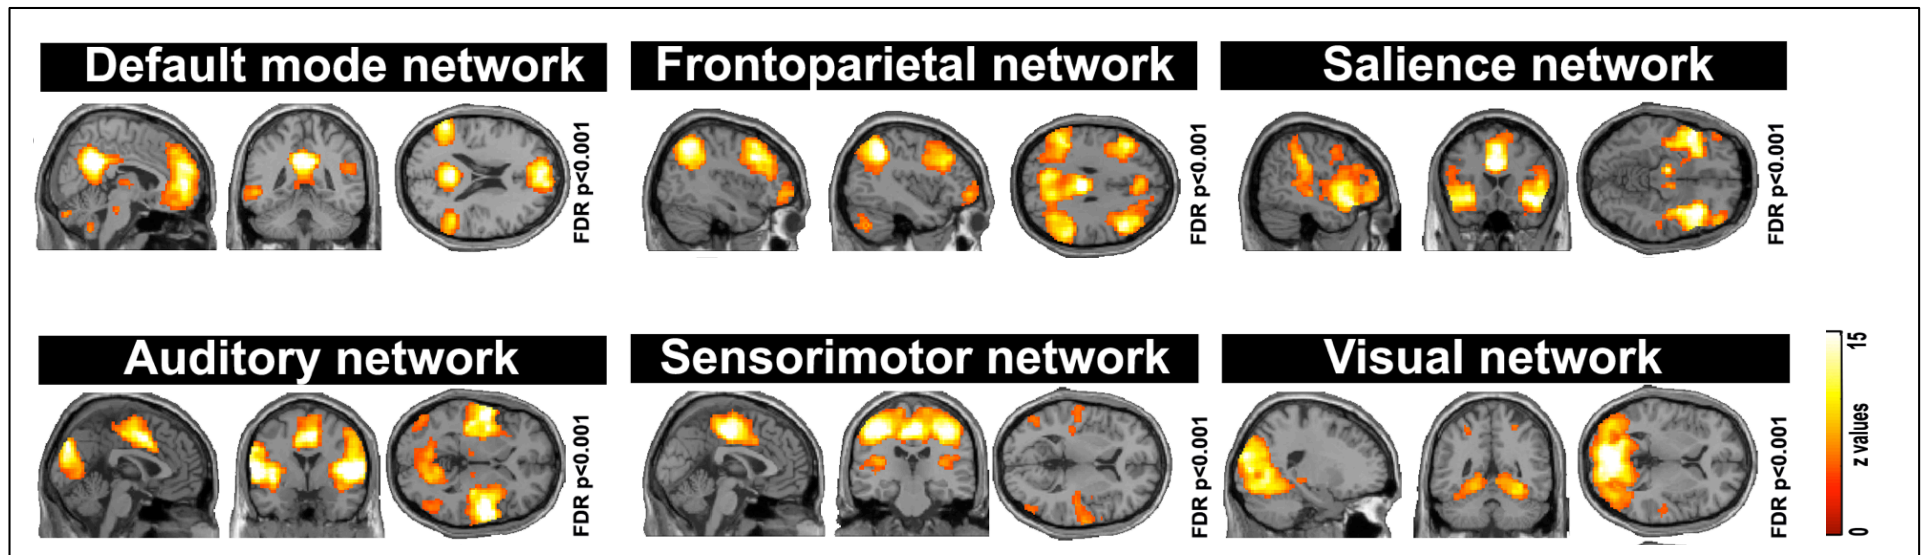 Default mode network
Frontoparietal network
Salience network
FDR p<0.001
FDR p<0.001
FDR p<0.001
Auditory network
Sensorimotor network
Visual network
FDR p<0.001
FDR p<0.001
FDR p<0.001
15
z values
0